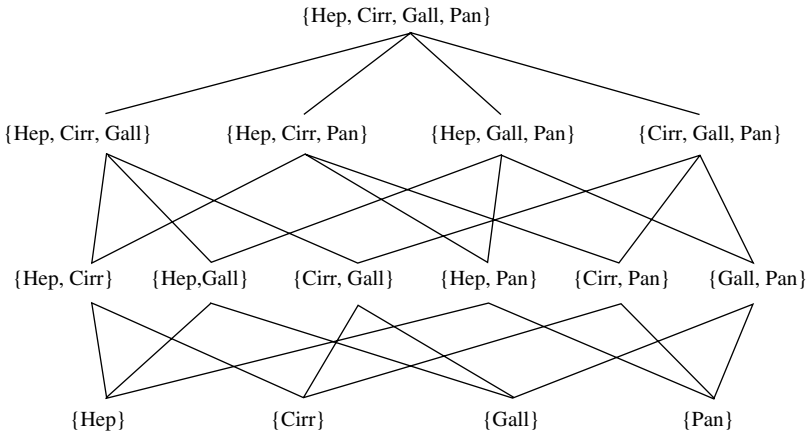 {Hep, Cirr, Gall, Pan}
{Hep, Cirr, Gall} {Hep, Cirr, Pan} {Hep, Gall, Pan} {Cirr, Gall, Pan}
{Hep, Cirr} {Hep,Gall} {Cirr, Gall} {Hep, Pan} {Cirr, Pan} {Gall, Pan}
{Hep} {Cirr} {Gall} {Pan}